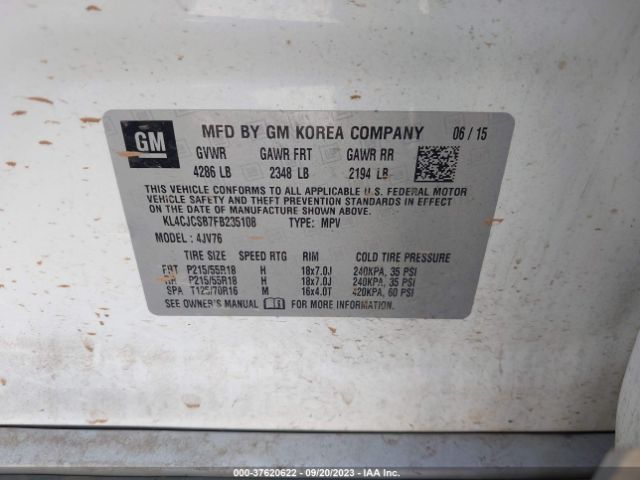 GM
MFD BY GM KOREA COMPANY 06 / 15
GVWR GAWR FRT GAWR RR
4286 LB 2348 LB 2194 LB
THIS VEHICLE CONFORMS TO ALL APPLICABLE U.S. FEDERAL MOTOR
VEHICLE SAFETY AND THEFT PREVENTION STANDARDS IN EFFECT ON
THE DATE OF MANUFACTURE SHOWN ABOVE.
KL4CJCSB7FB235108 TYPE: MPV
MODEL : 4JV76
TIRE SIZE SPEED RTG RIM COLD TIRE PRESSURE
FRT P215/55R18 H 18x7.0J 240KPA, 35 PSI
RR P215/55R18 H 18x7.0J 240KPA, 35 PSI
SPA T125/70R16 M 16x4.0T 420KPA, 60 PSI
SEE OWNER'S MANUAL FOR MORE INFORMATION.
000-37620622 - 09/20/2023 - IAA Inc.